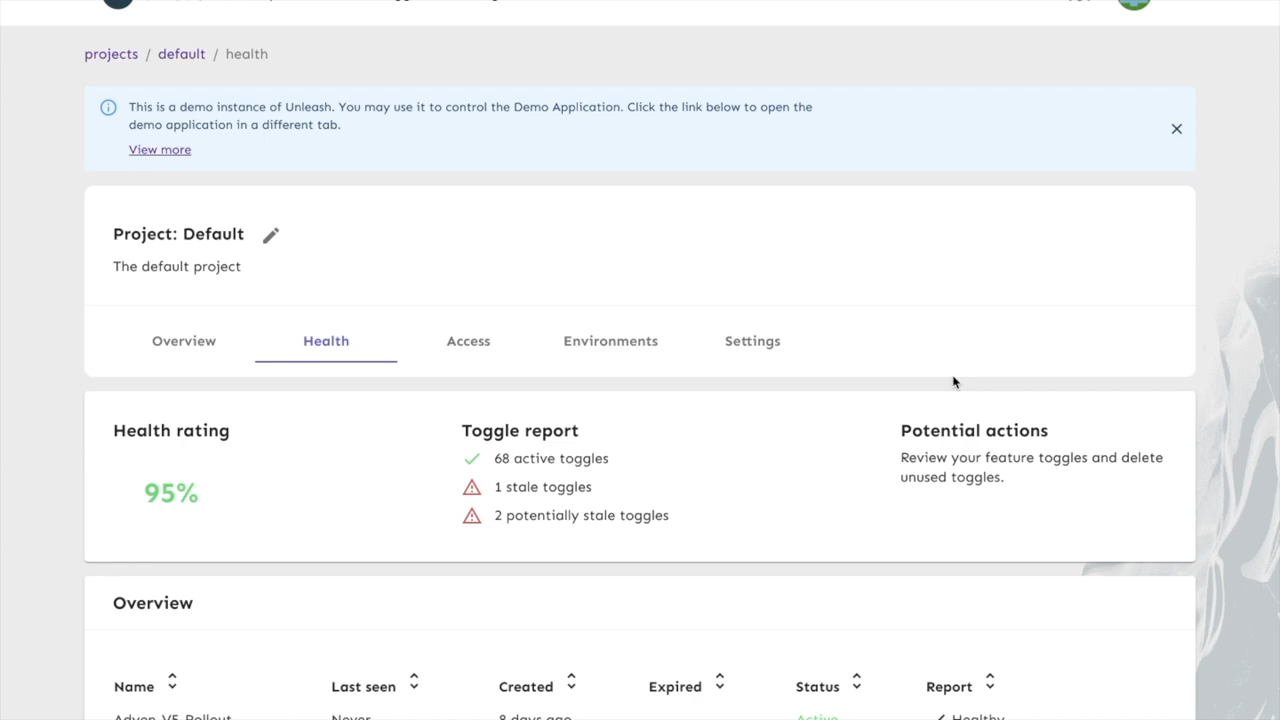 projects / default / health
This is a demo instance of Unleash. You may use it to control the Demo Application. Click the link below to open the
demo application in a different tab.
View more
Project: Default
The default project
Overview Health Access Environments Settings
Health rating
95%
Toggle report
68 active toggles
1 stale toggles
2 potentially stale toggles
Potential actions
Review your feature toggles and delete
unused toggles.
Overview
Name Last seen Created Expired Status Report
Adyen_VF_Rollout Never 8 days ago Active Healthy